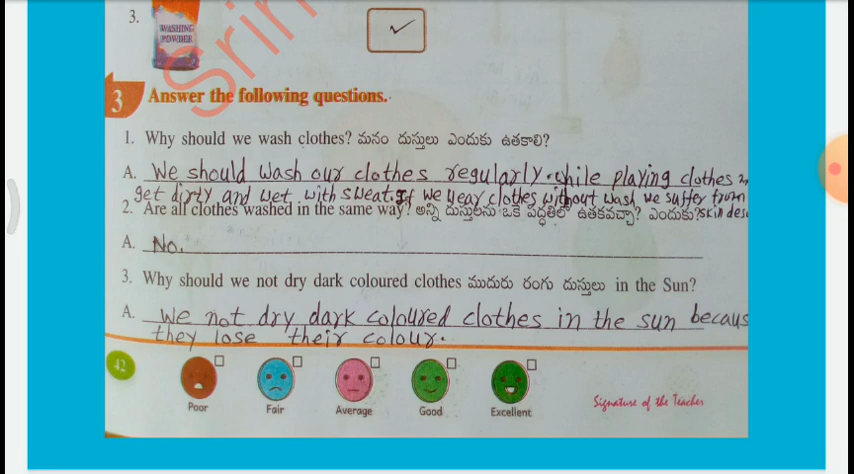 3.
WASHING
POWDER
Srin
3 Answer the following questions.
1. Why should we wash clothes? మనం దుస్తులు ఎందుకు ఉతకాలి?
A. We should wash our clothes regularly. while playing clothes
get dirty and wet with sweat. If we year clothes without wash we suffer from
2. Are all clothes washed in the same way? అన్ని దుస్తులను ఒకే పద్ధతిలో ఉతకవచ్చా? ఎందుకు? skin
A. No.
3. Why should we not dry dark coloured clothes ముదురు రంగు దుస్తులు in the Sun?
A. We not dry dark coloured clothes in the sun becaus
they lose their colour.
42
Poor Fair Average Good Excellent
Signature of the Teacher